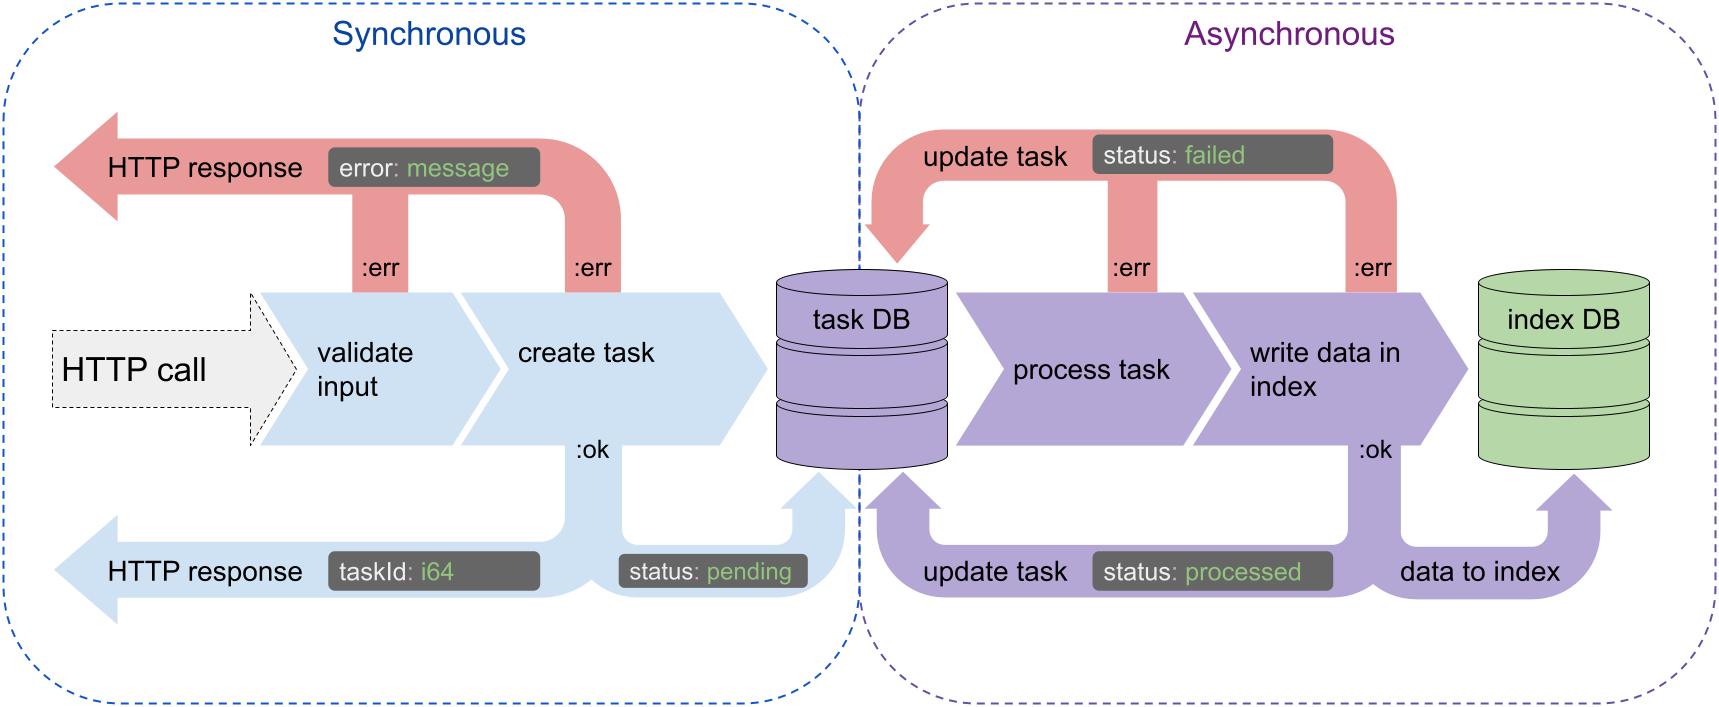 Synchronous
Asynchronous
HTTP response error: message
update task status: failed
:err :err
:err :err
HTTP call
validate
input
create task
task DB
process task
write data in
index
index DB
:ok
:ok
HTTP response taskId: i64
status: pending
update task status: processed
data to index